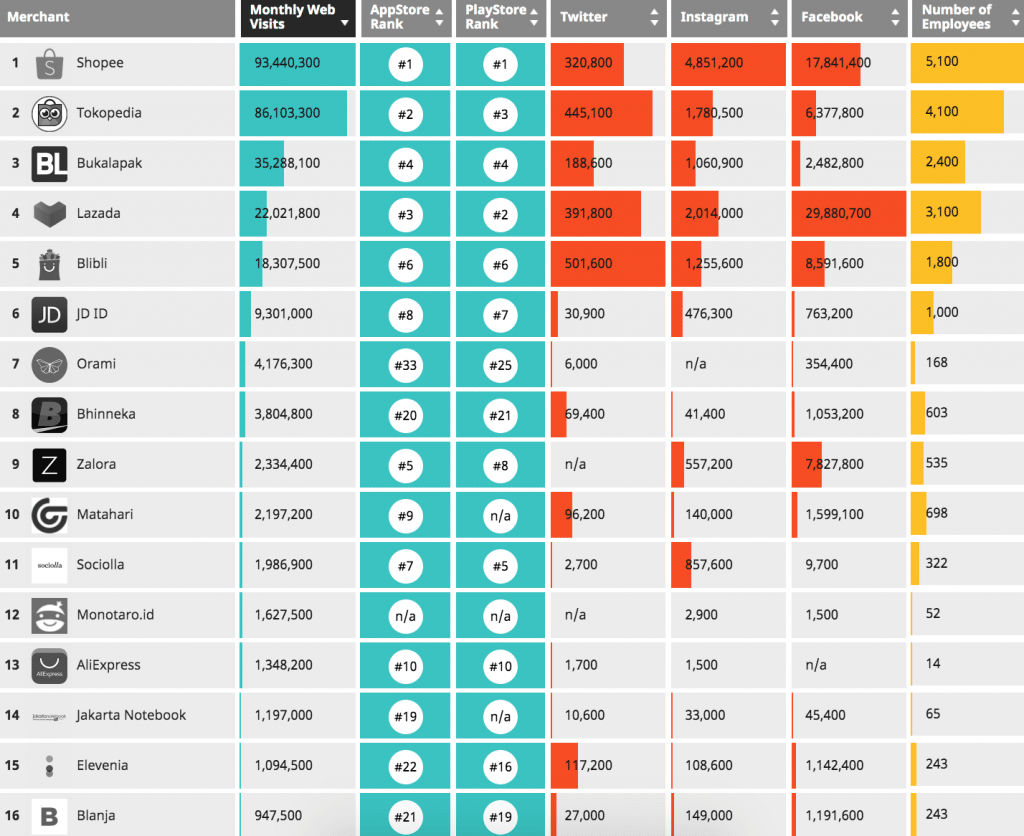 Merchant Monthly Web Visits AppStore Rank PlayStore Rank Twitter Instagram Facebook Number of Employees
1 Shopee 93,440,300 #1 #1 320,800 4,851,200 17,841,400 5,100
2 Tokopedia 86,103,300 #2 #3 445,100 1,780,500 6,377,800 4,100
3 BL Bukalapak 35,288,100 #4 #4 188,600 1,060,900 2,482,800 2,400
4 Lazada 22,021,800 #3 #2 391,800 2,014,000 29,880,700 3,100
5 Blibli 18,307,500 #6 #6 501,600 1,255,600 8,591,600 1,800
6 JD JD ID 9,301,000 #8 #7 30,900 476,300 763,200 1,000
7 Orami 4,176,300 #33 #25 6,000 n/a 354,400 168
8 B Bhinneka 3,804,800 #20 #21 69,400 41,400 1,053,200 603
9 Z Zalora 2,334,400 #5 #8 n/a 557,200 7,827,800 535
10 Matahari 2,197,200 #9 n/a 96,200 140,000 1,599,100 698
11 sociolla Sociolla 1,986,900 #7 #5 2,700 857,600 9,700 322
12 Monotaro.id 1,627,500 n/a n/a n/a 2,900 1,500 52
13 AliExpress AliExpress 1,348,200 #10 #10 1,700 1,500 n/a 14
14 Jakarta Notebook 1,197,000 #19 n/a 10,600 33,000 45,400 65
15 Elevenia 1,094,500 #22 #16 117,200 108,600 1,142,400 243
16 B Blanja 947,500 #21 #19 27,000 149,000 1,191,600 243